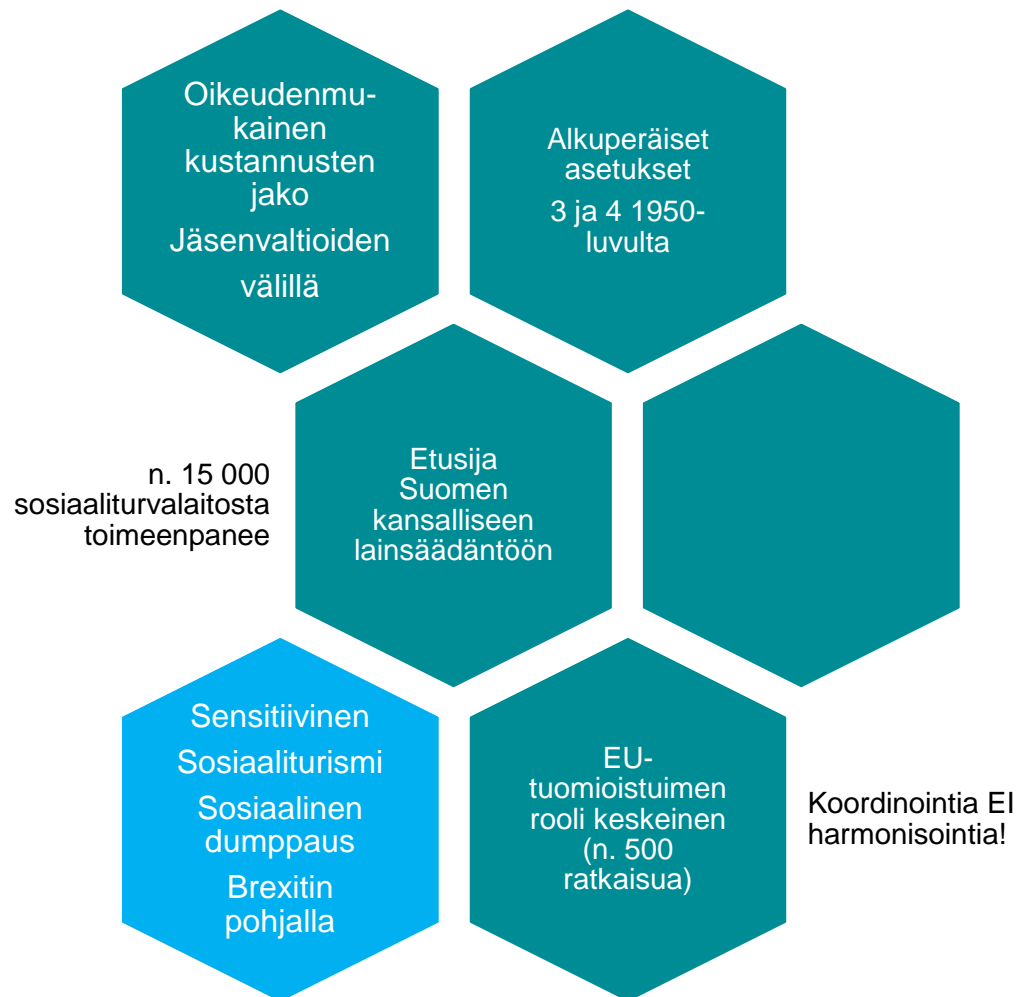 Oikeudenmu-
kainen
kustannusten
jako
Jäsenvaltioiden
välillä
Alkuperäiset
asetukset
3 ja 4 1950-
luvulta
n. 15 000
sosiaaliturvalaitosta
toimeenpanee
Etusija
Suomen
kansalliseen
lainsäädäntöön
Sensitiivinen
Sosiaaliturismi
Sosiaalinen
dumppaus
Brexitin
pohjalla
EU-
tuomioistuimen
rooli keskeinen
(n. 500
ratkaisua)
Koordinointia EI
harmonisointia!